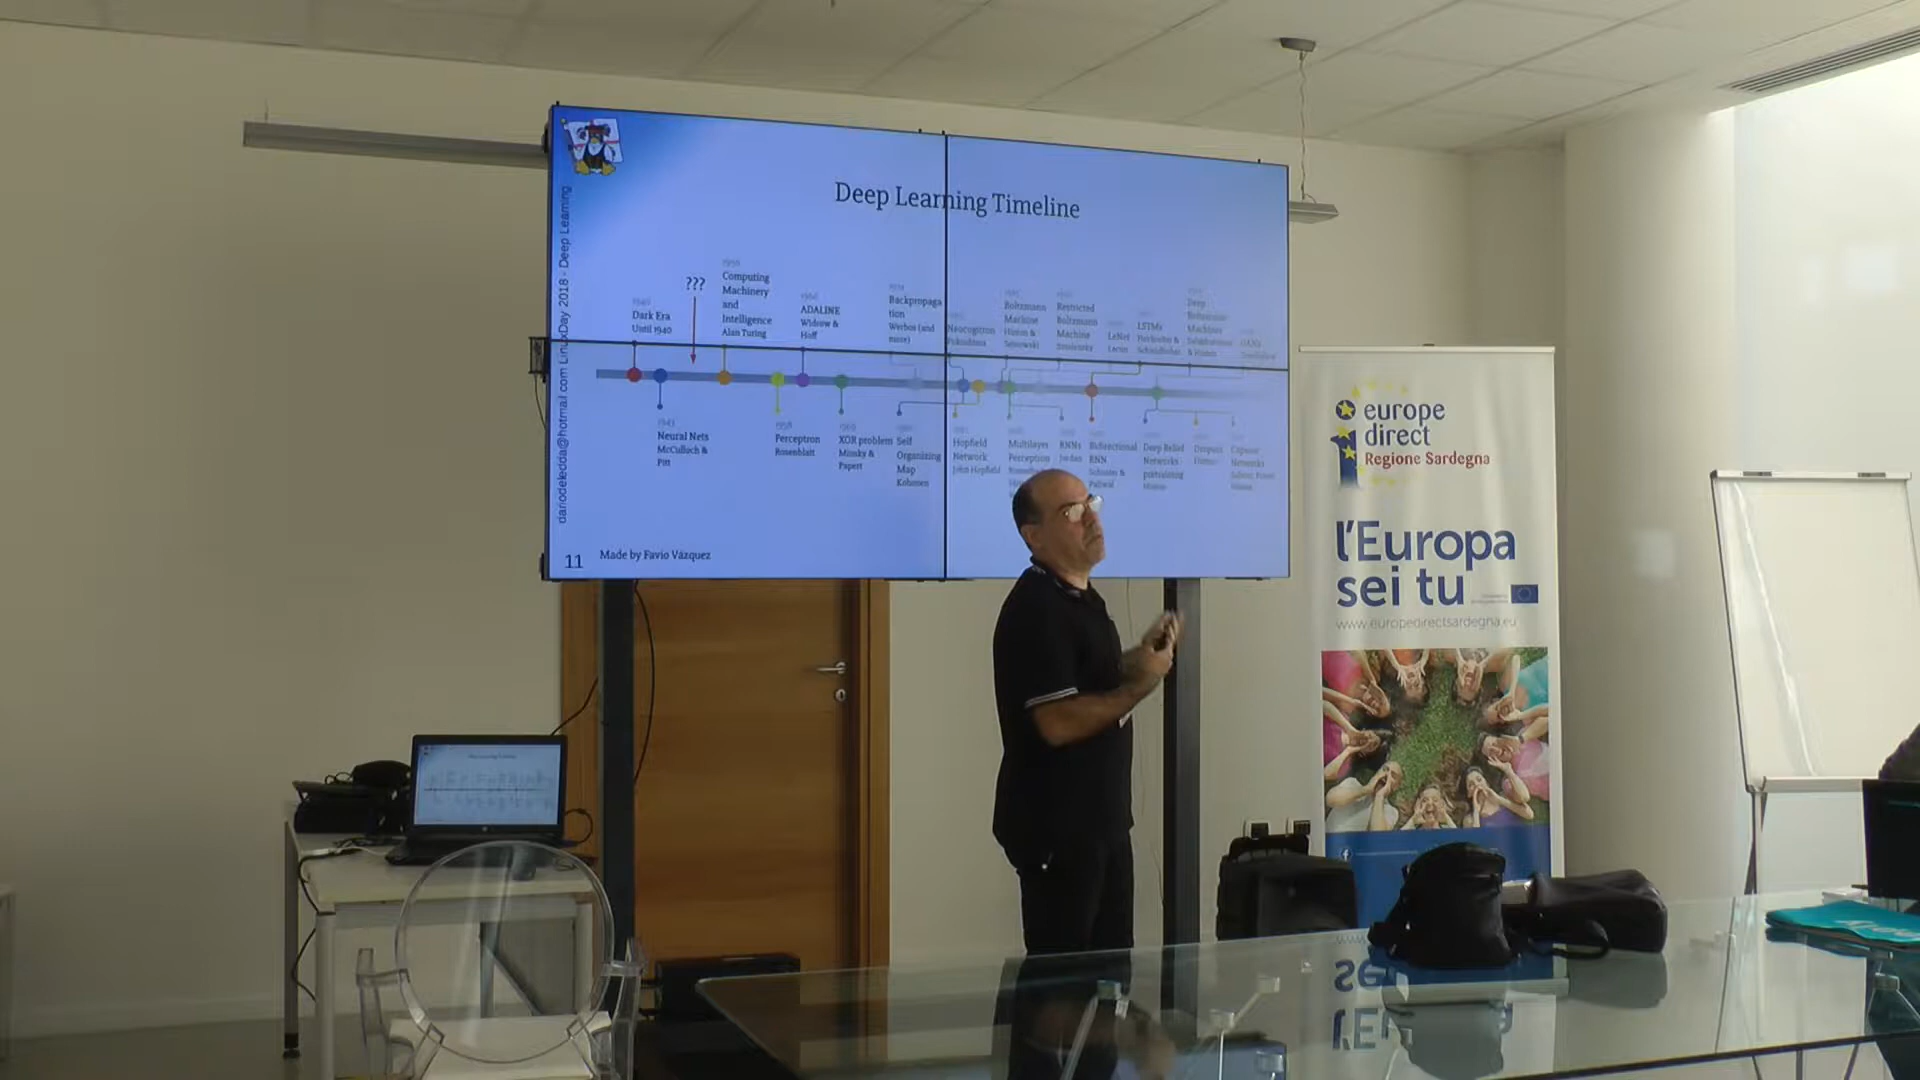 Deep Learning Timeline
dariodeledda@hotmail.com LinuxDay 2018 - Deep Learning
???
1940
Dark Era
Until 1940
1950
Computing
Machinery
and
Intelligence
Alan Turing
1960
ADALINE
Widrow &
Hoff
1974
Backpropaga
tion
Werbos (and
more)
Neocognitron
Fukushima
Boltzmann
Machine
Hinton &
Sejnowski
Restricted
Boltzmann
Machine
Smolensky
LeNet
Lecun
LSTMs
Hochreiter &
Schmidhuber
Deep
Boltzmann
Machines
Salakhutdinov
& Hinton
GANs
1943
Neural Nets
McCulloch &
Pitt
1958
Perceptron
Rosenblatt
1969
XOR problem
Minsky &
Papert
Self
Organizing
Map
Kohonen
Hopfield
Network
John Hopfield
Multilayer
Perceptron
RNNs
Jordan
Bidirectional
RNN
Schuster &
Paliwal
Deep Belief
Networks -
pretraining
Hinton
Dropout
Hinton
Capsule
Networks
11
Made by Favio Vázquez
europe
direct
Regione Sardegna
l'Europa
sei tu
www.europedirectsardegna.eu